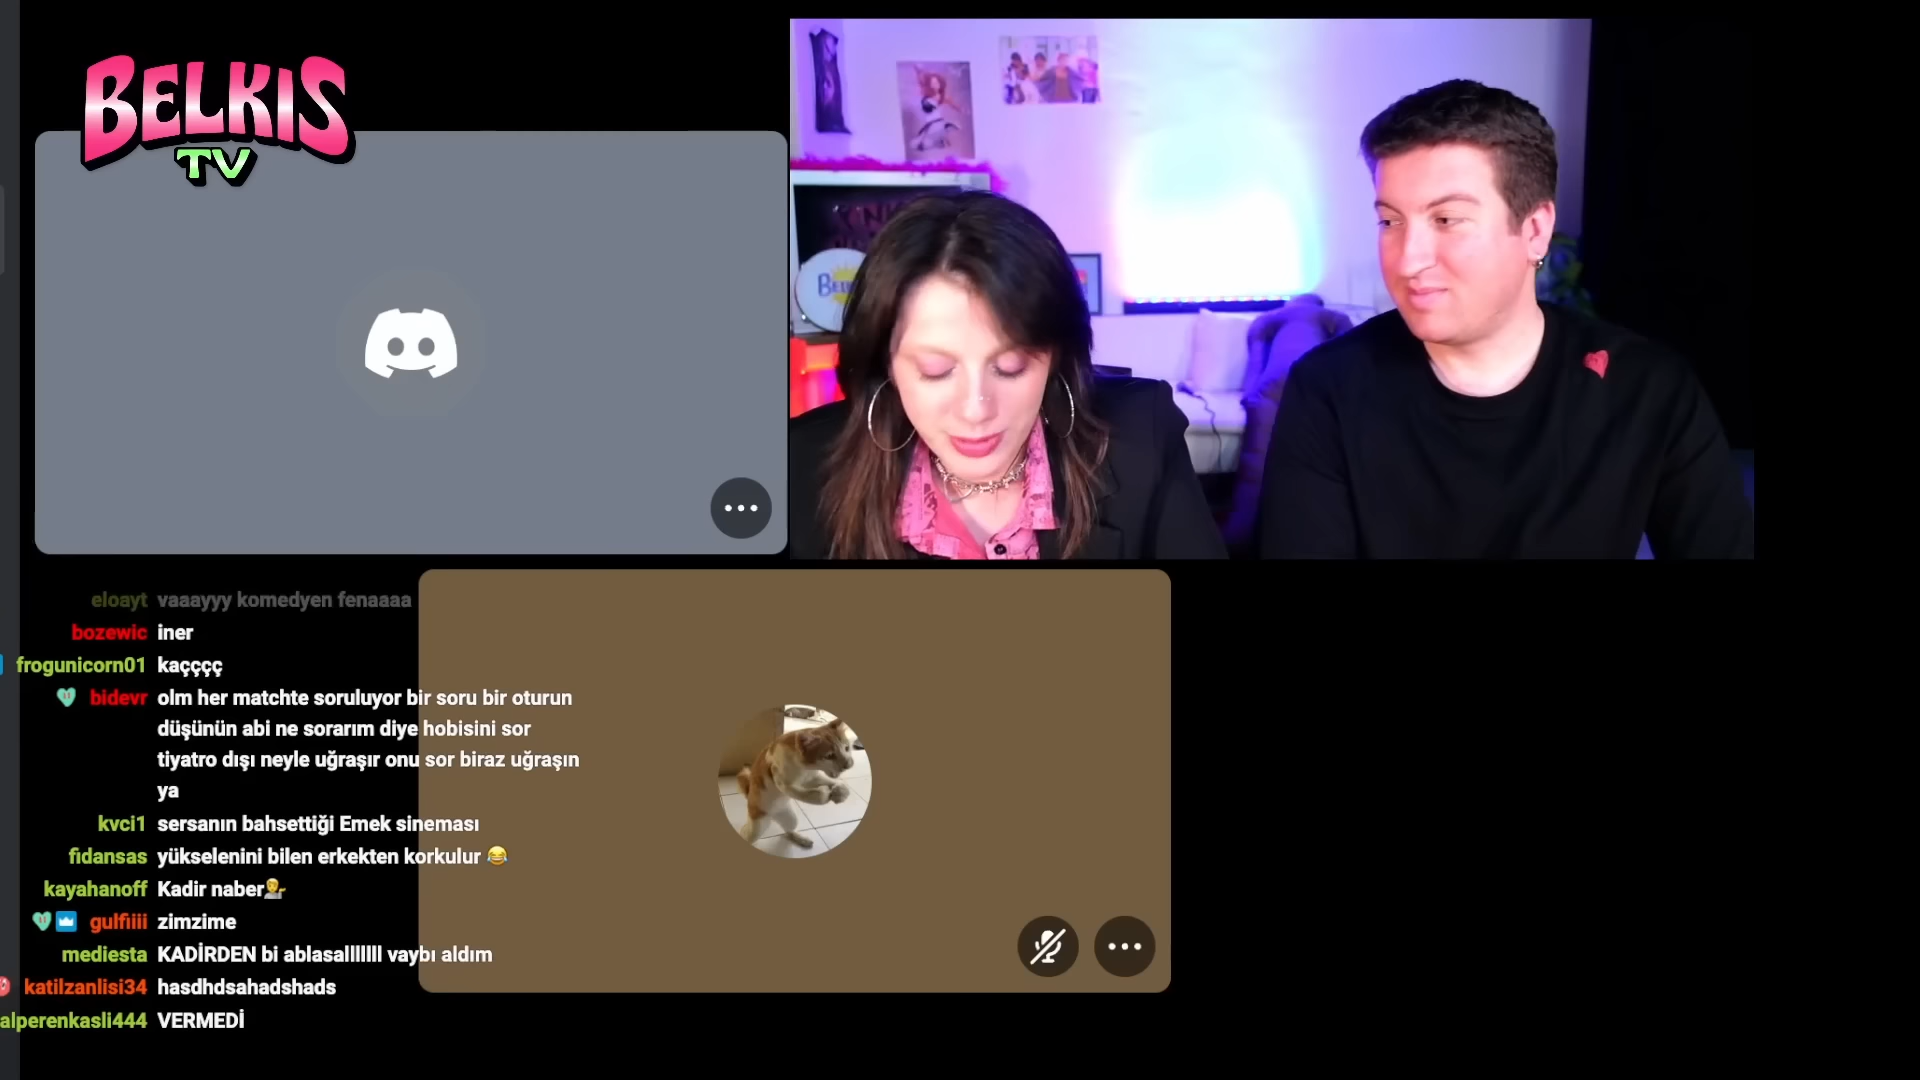 BELKIS
TV
eloayt vaaayyy komedyen fenaaaa
bozewic iner
frogunicorn01 kaçççç
bidevr olm her matchte soruluyor bir soru bir oturun
düşünün abi ne sorarım diye hobisini sor
tiyatro dışı neyle uğraşır onu sor biraz uğraşın
ya
kvci1 sersanın bahsettiği Emek sineması
fidansas yükselenini bilen erkekten korkulur 😂
kayahanoff Kadir naber
gulfiiii zimzime
mediesta KADİRDEN bi ablasalllllll vaybı aldım
katilzanlisi34 hasdhdsahadshads
alperenkasli444 VERMEDİ